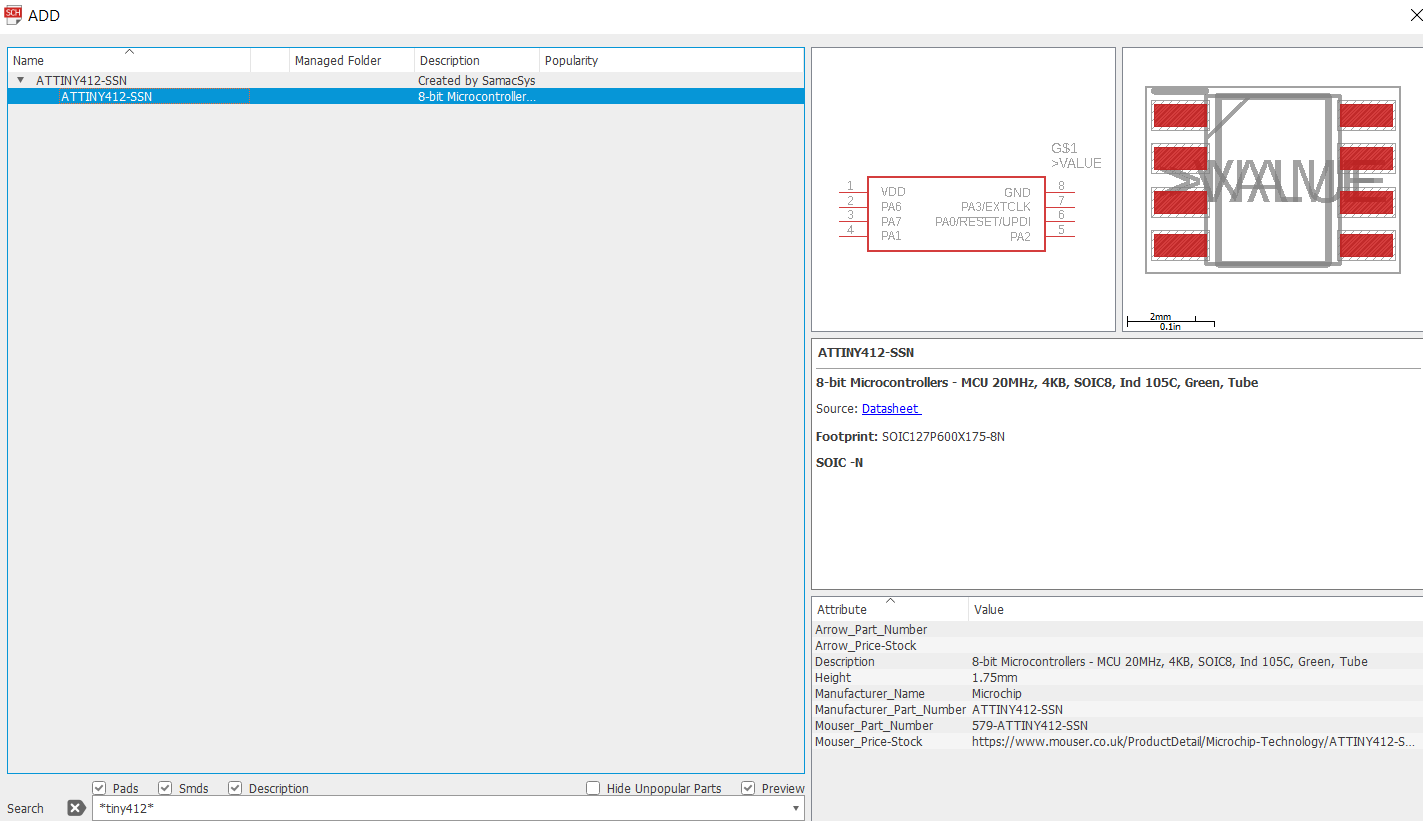 SCH ADD
Name Managed Folder Description Popularity
ATTINY412-SSN Created by SamacSys
ATTINY412-SSN 8-bit Microcontroller...
G$1
>VALUE
1 VDD GND 8
2 PA6 PA3/EXTCLK 7
3 PA7 PA0/RESET/UPDI 6
4 PA1 PA2 5
>VALUE
2mm
0.1in
ATTINY412-SSN
8-bit Microcontrollers - MCU 20MHz, 4KB, SOIC8, Ind 105C, Green, Tube
Source: Datasheet
Footprint: SOIC127P600X175-8N
SOIC -N
Attribute Value
Arrow_Part_Number
Arrow_Price-Stock
Description 8-bit Microcontrollers - MCU 20MHz, 4KB, SOIC8, Ind 105C, Green, Tube
Height 1.75mm
Manufacturer_Name Microchip
Manufacturer_Part_Number ATTINY412-SSN
Mouser_Part_Number 579-ATTINY412-SSN
Mouser_Price-Stock https://www.mouser.co.uk/ProductDetail/Microchip-Technology/ATTINY412-S...
Pads Smds Description Hide Unpopular Parts Preview
Search *tiny412*